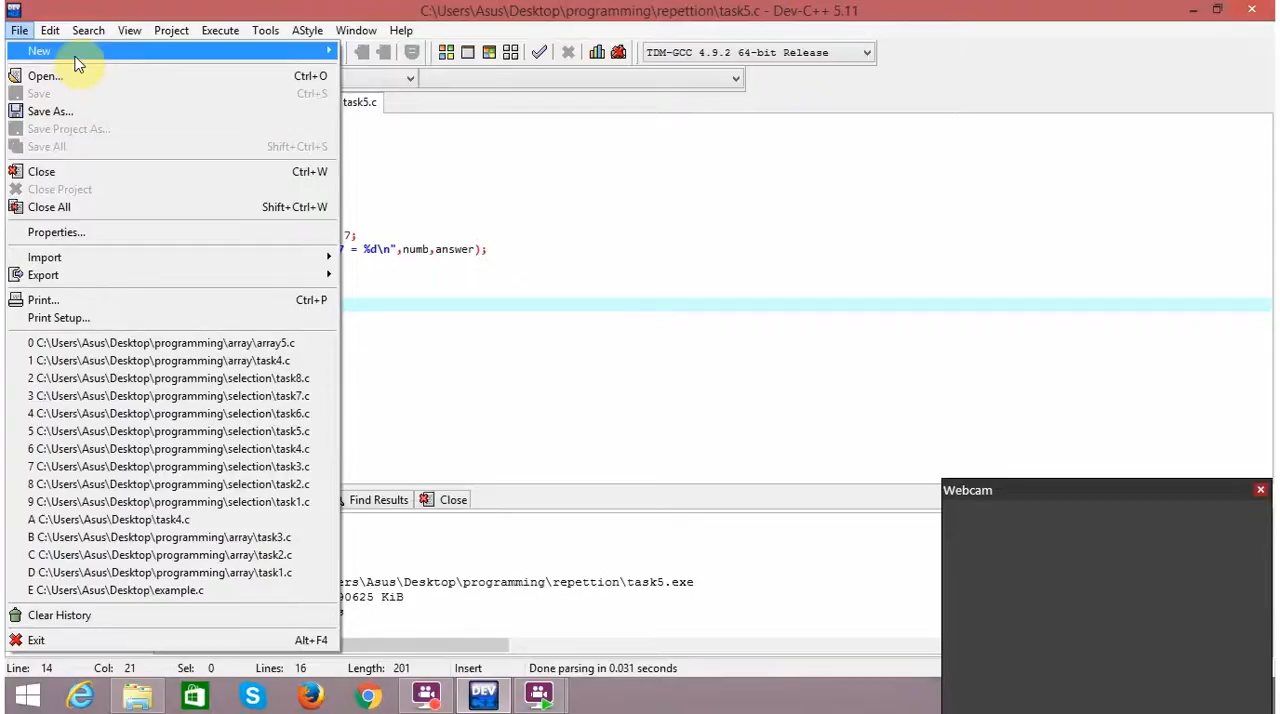 C:\Users\Asus\Desktop\programming\repettion\task5.c - Dev-C++ 5.11
File Edit Search View Project Execute Tools AStyle Window Help
New
TDM-GCC 4.9.2 64-bit Release
Open... Ctrl+O
Save Ctrl+S
Save As...
task5.c
Save Project As...
Save All Shift+Ctrl+S
Close Ctrl+W
Close Project
Close All Shift+Ctrl+W
Properties...
7;
= %d\n",numb,answer);
Import
Export
Print... Ctrl+P
Print Setup...
0 C:\Users\Asus\Desktop\programming\array\array5.c
1 C:\Users\Asus\Desktop\programming\array\task4.c
2 C:\Users\Asus\Desktop\programming\selection\task8.c
3 C:\Users\Asus\Desktop\programming\selection\task7.c
4 C:\Users\Asus\Desktop\programming\selection\task6.c
5 C:\Users\Asus\Desktop\programming\selection\task5.c
6 C:\Users\Asus\Desktop\programming\selection\task4.c
7 C:\Users\Asus\Desktop\programming\selection\task3.c
8 C:\Users\Asus\Desktop\programming\selection\task2.c
9 C:\Users\Asus\Desktop\programming\selection\task1.c
A C:\Users\Asus\Desktop\task4.c
B C:\Users\Asus\Desktop\programming\array\task3.c
C C:\Users\Asus\Desktop\programming\array\task2.c
D C:\Users\Asus\Desktop\programming\array\task1.c
E C:\Users\Asus\Desktop\example.c
Clear History
Exit Alt+F4
Find Results Close
Webcam
ers\Asus\Desktop\programming\repettion\task5.exe
90625 KiB
Line: 14 Col: 21 Sel: 0 Lines: 16 Length: 201 Insert Done parsing in 0.031 seconds
DEV